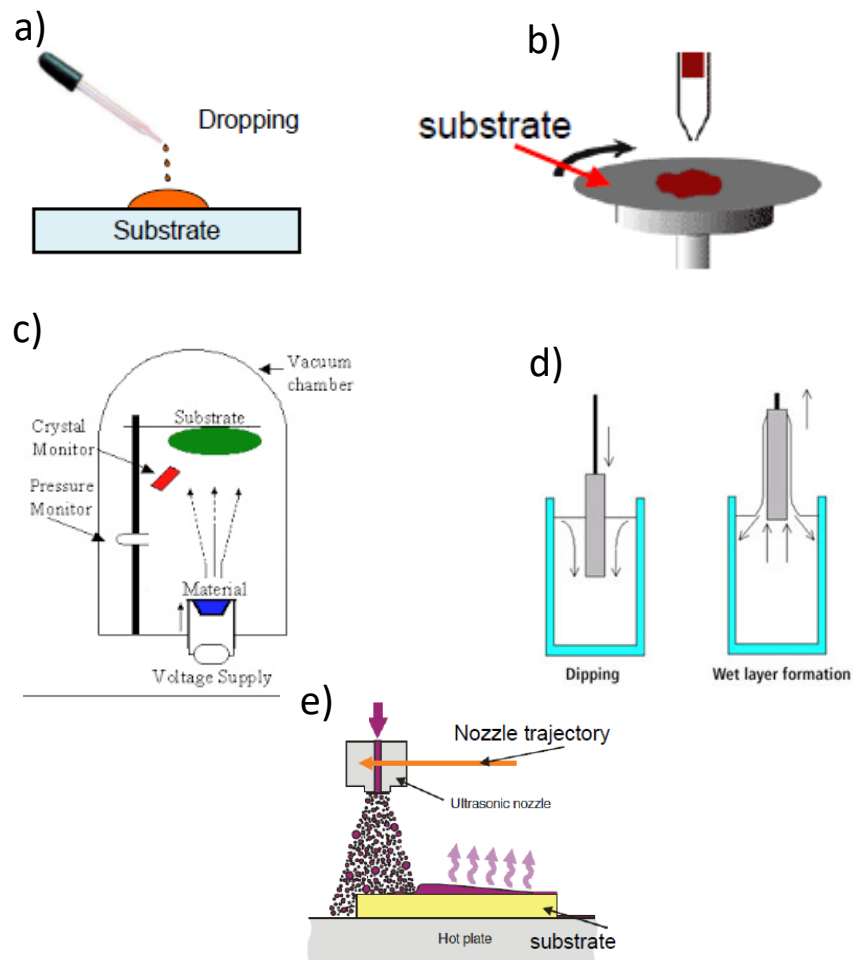 a)
Dropping
Substrate
b)
substrate
c)
Vacuum
chamber
Substrate
Crystal
Monitor
Pressure
Monitor
Material
Voltage Supply
d)
Dipping
Wet layer formation
e)
Nozzle trajectory
Ultrasonic nozzle
Hot plate
substrate